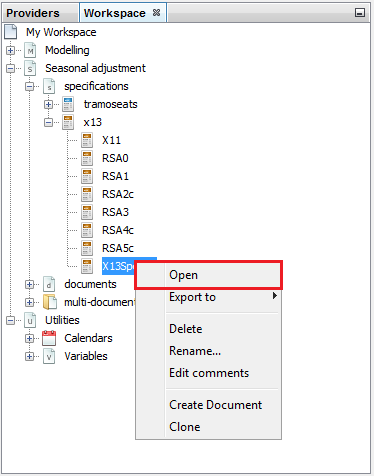 Providers Workspace
My Workspace
Modelling
Seasonal adjustment
specifications
tramoseats
x13
X11
RSA0
RSA1
RSA2c
RSA3
RSA4c
RSA5c
X13Sp
documents
multi-document
Utilities
Calendars
Variables
Open
Export to
Delete
Rename...
Edit comments
Create Document
Clone